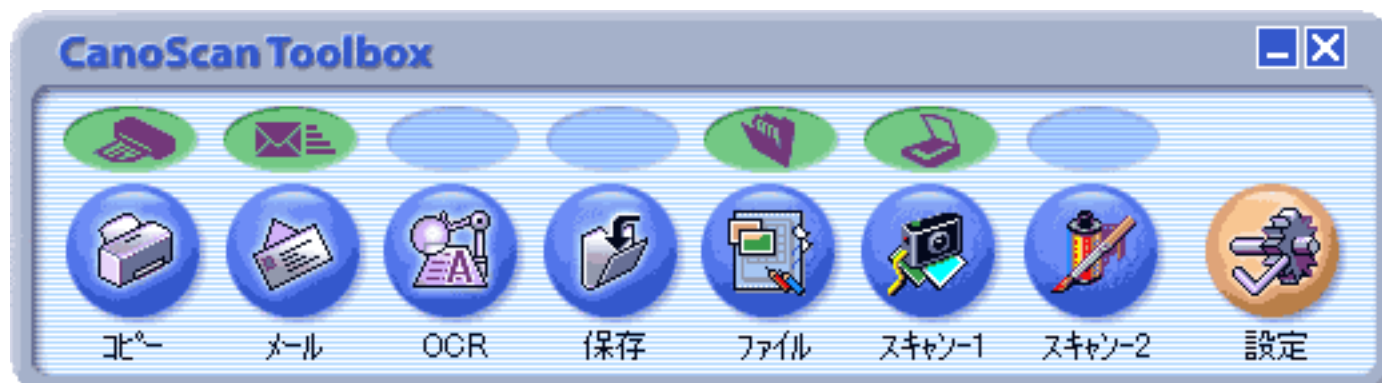 CanoScan Toolbox
ｺﾋﾟｰ ﾒｰﾙ OCR 保存 ﾌｧｲﾙ ｽｷｬﾝ-1 ｽｷｬﾝ-2 設定